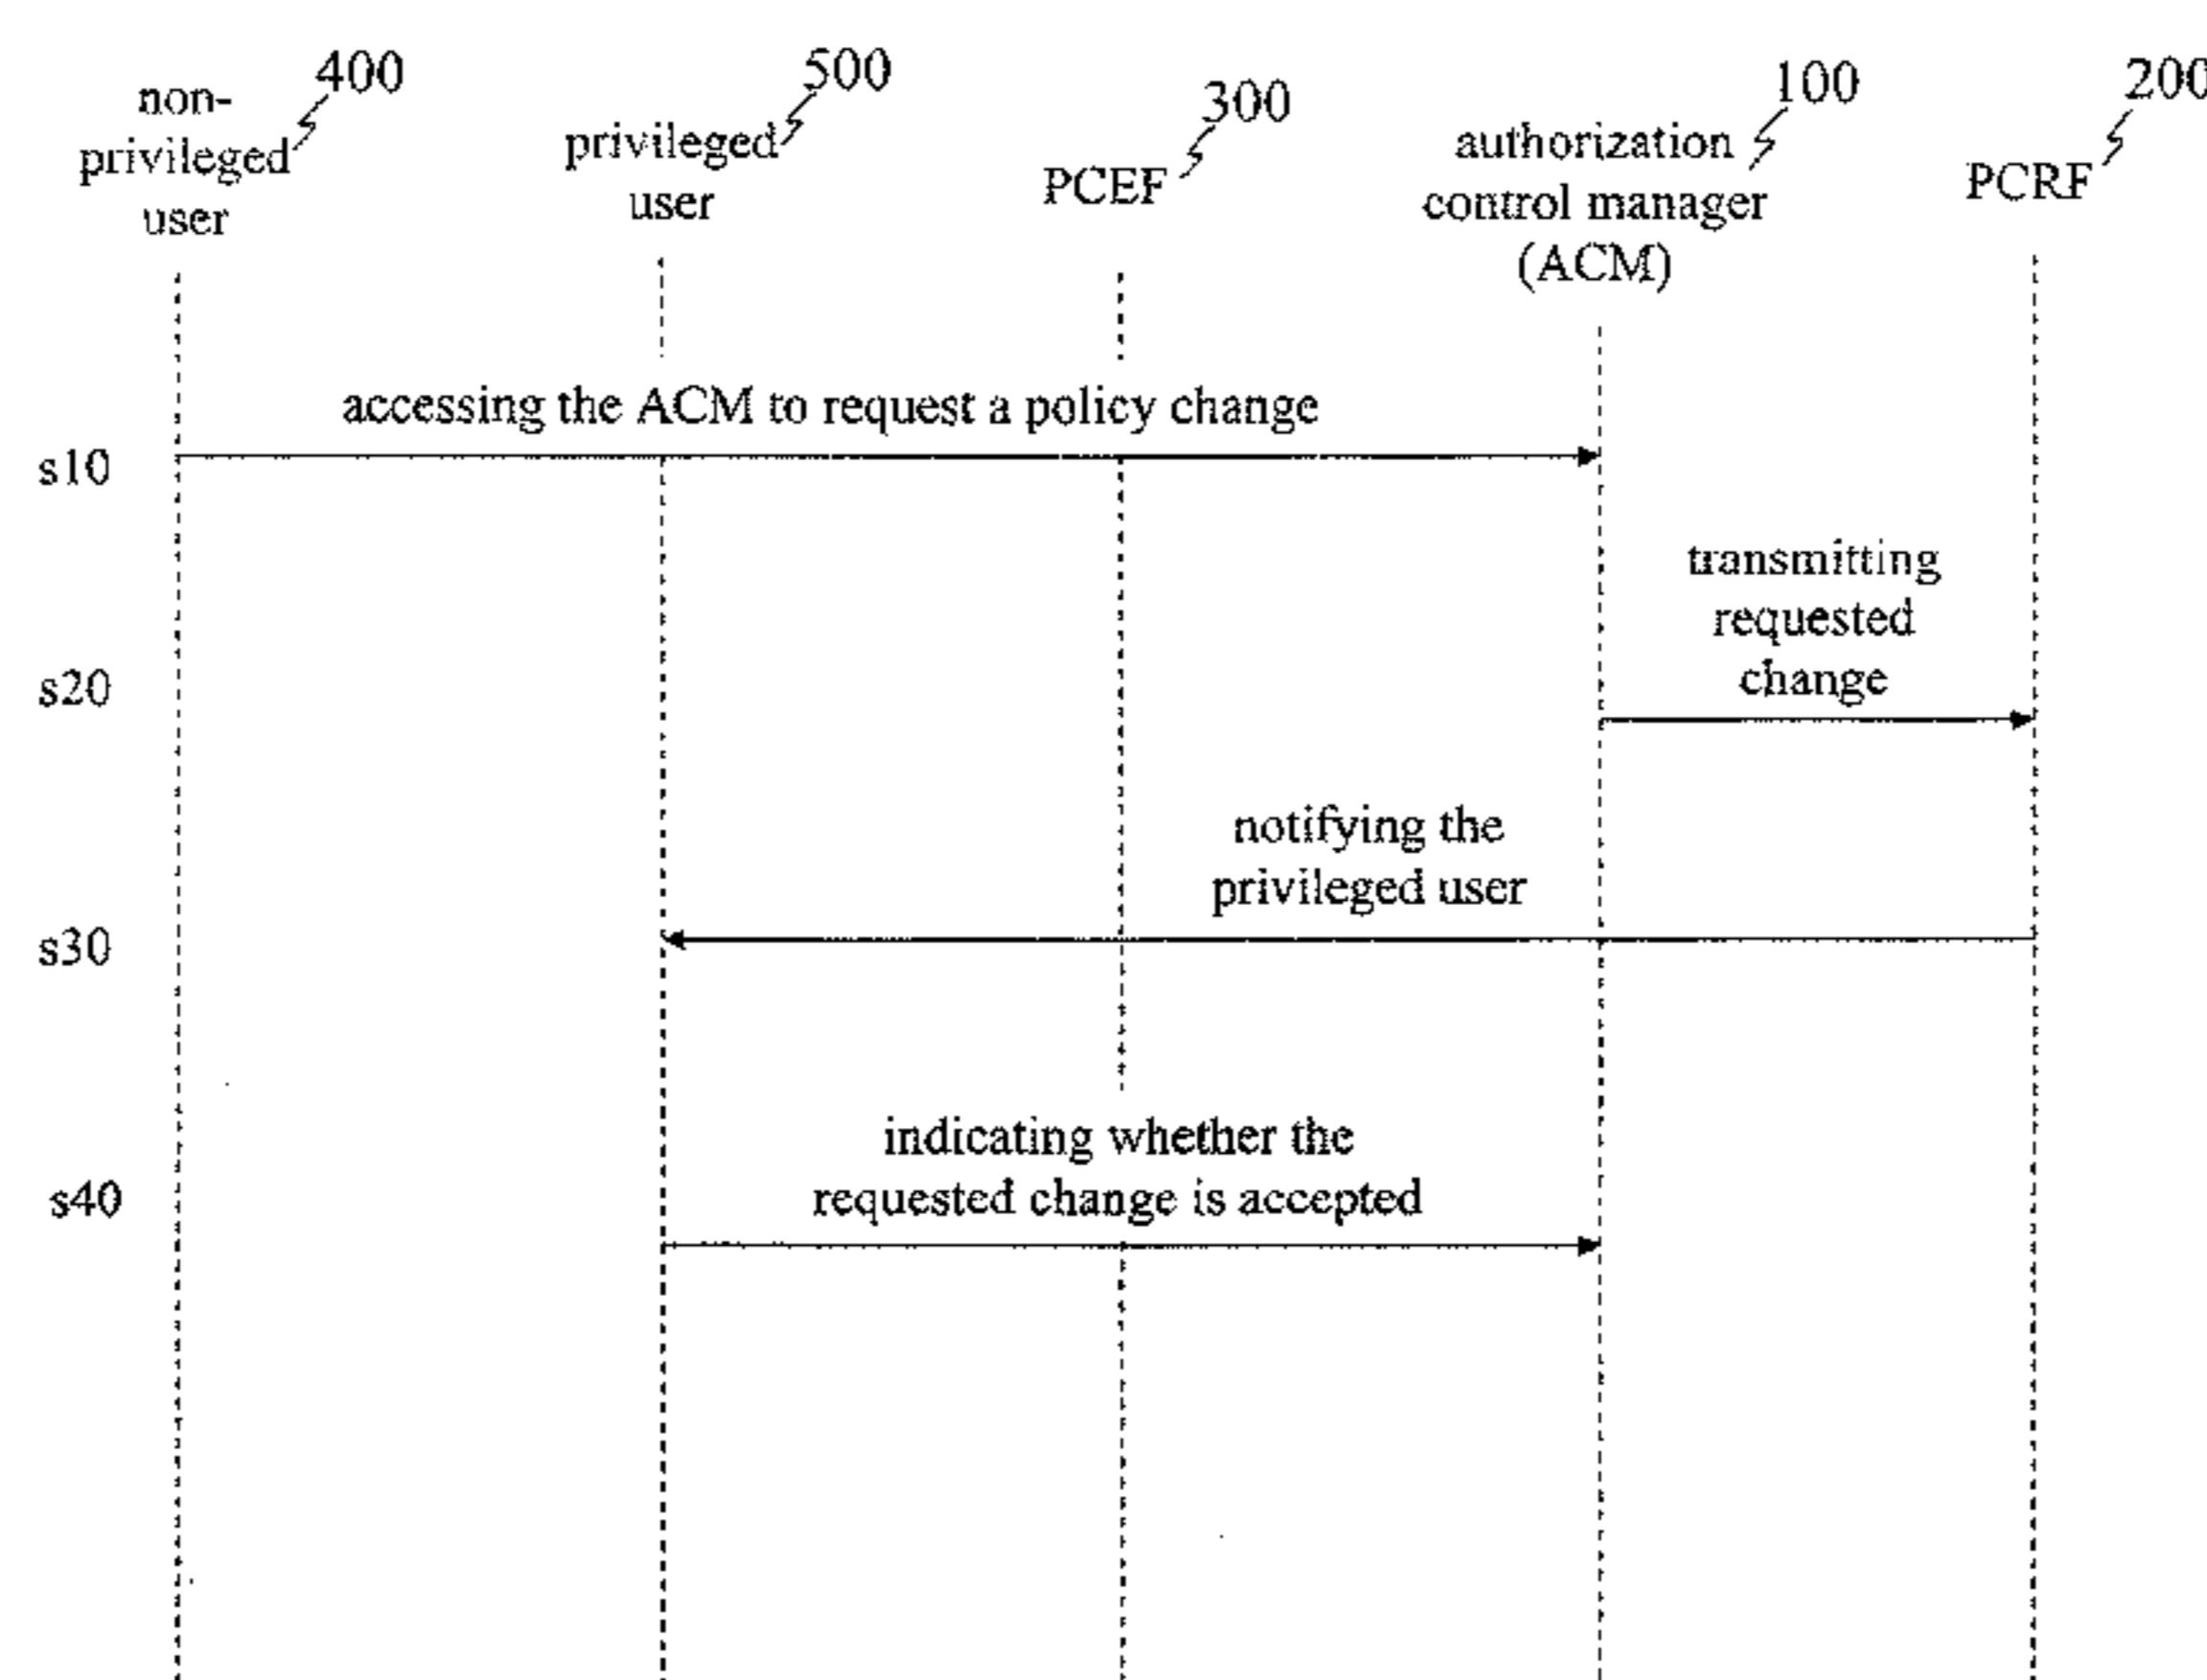 400
non-
privileged
user
500
privileged
user
300
PCEF
100
authorization
control manager
(ACM)
200
PCRF
accessing the ACM to request a policy change
s10
transmitting
requested
change
s20
notifying the
privileged user
s30
indicating whether the
requested change is accepted
s40